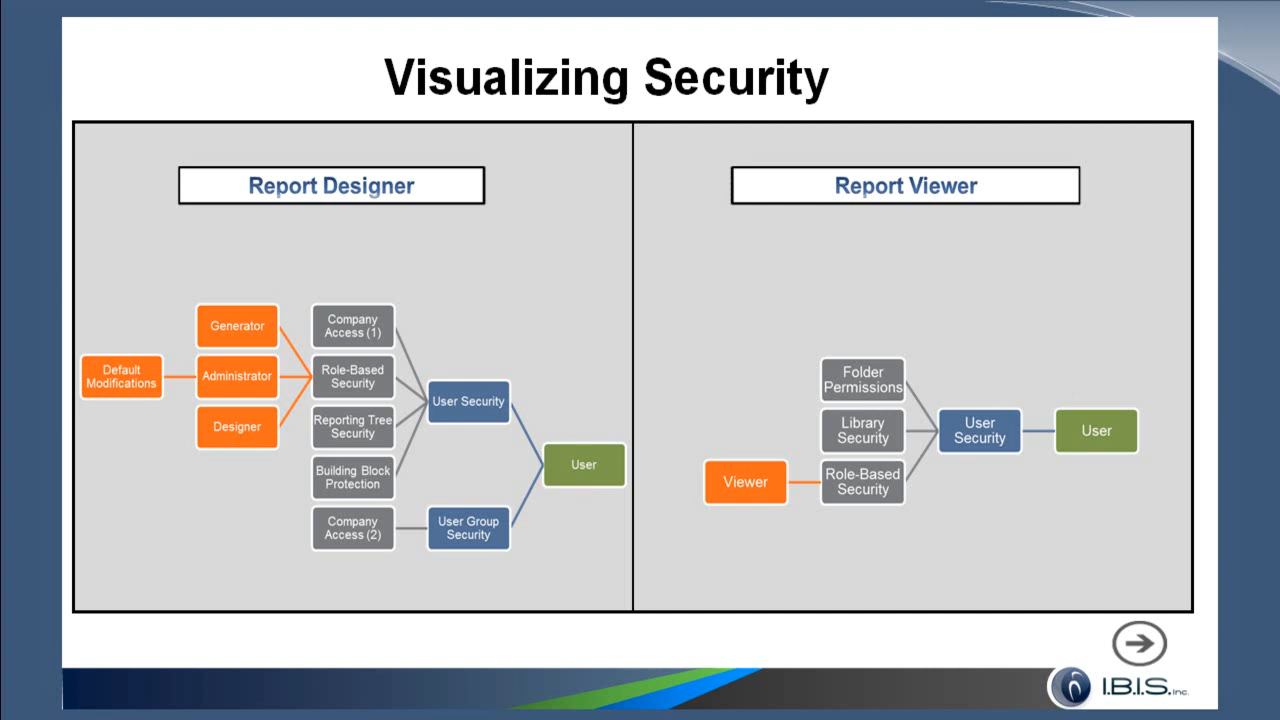 Visualizing Security
Report Designer
Generator
Default
Modifications
Administrator
Designer
Company
Access (1)
Role-Based
Security
Reporting Tree
Security
Building Block
Protection
Company
Access (2)
User Security
User Group
Security
User
Report Viewer
Viewer
Folder
Permissions
Library
Security
Role-Based
Security
User
Security
User
I.B.I.S. Inc.